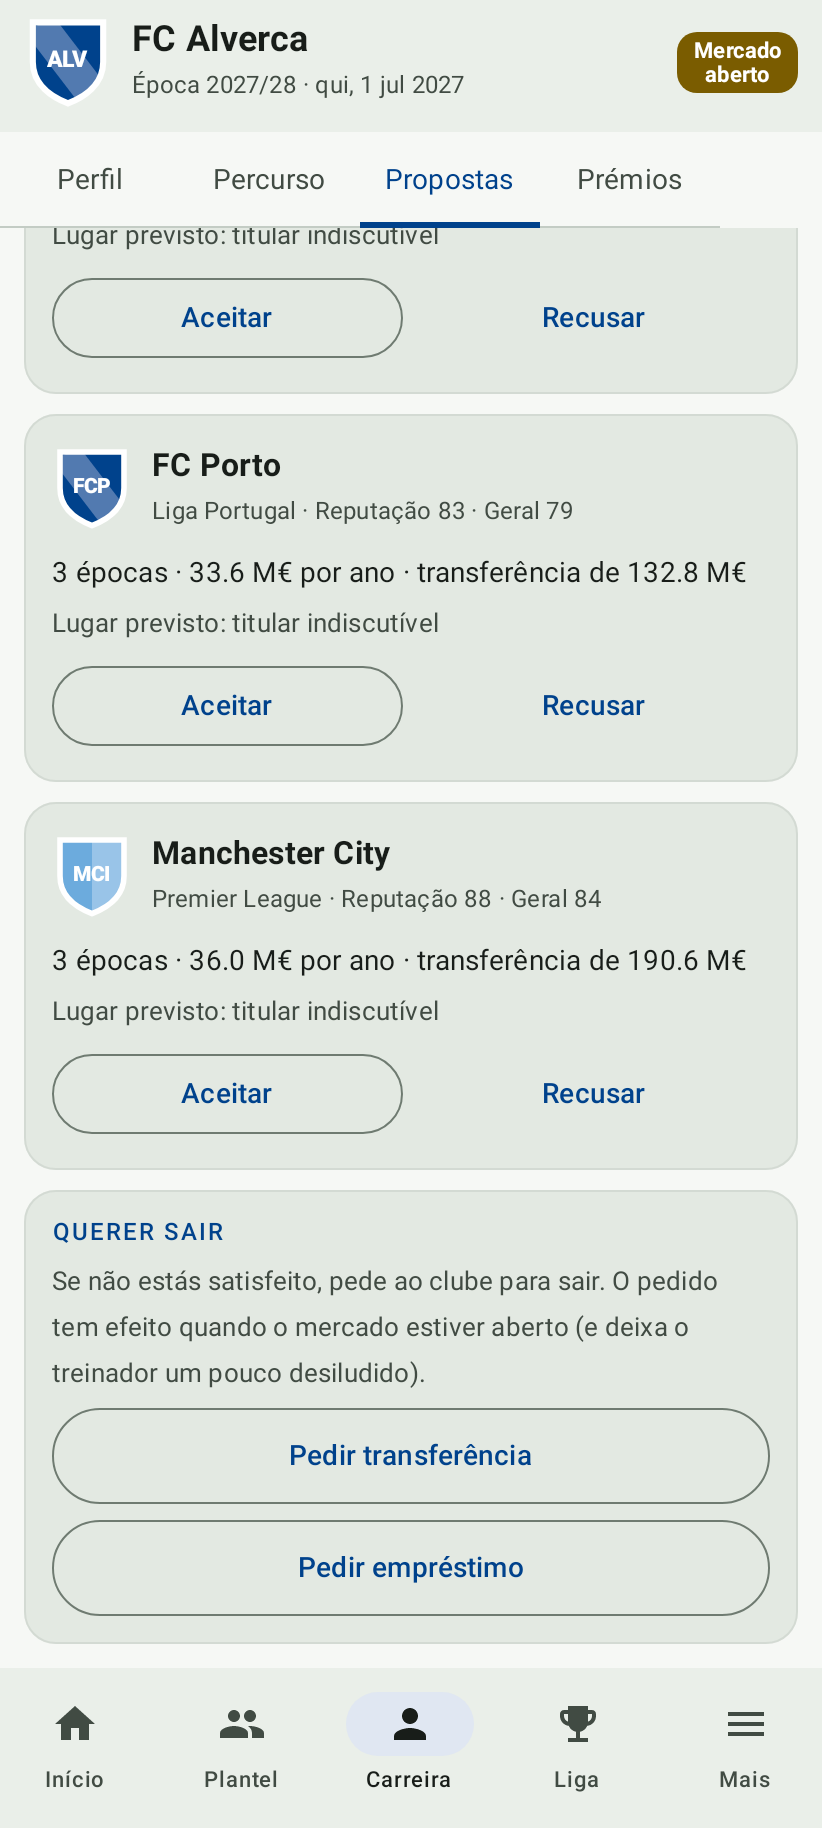 ALV
FC Alverca
Época 2027/28 · qui, 1 jul 2027
Mercado
aberto
Perfil
Percurso
Propostas
Prémios
Lugar previsto: titular indiscutível
Aceitar
Recusar
FCP
FC Porto
Liga Portugal · Reputação 83 · Geral 79
3 épocas · 33.6 M€ por ano · transferência de 132.8 M€
Lugar previsto: titular indiscutível
Aceitar
Recusar
MCI
Manchester City
Premier League · Reputação 88 · Geral 84
3 épocas · 36.0 M€ por ano · transferência de 190.6 M€
Lugar previsto: titular indiscutível
Aceitar
Recusar
QUERER SAIR
Se não estás satisfeito, pede ao clube para sair. O pedido
tem efeito quando o mercado estiver aberto (e deixa o
treinador um pouco desiludido).
Pedir transferência
Pedir empréstimo
Início
Plantel
Carreira
Liga
Mais